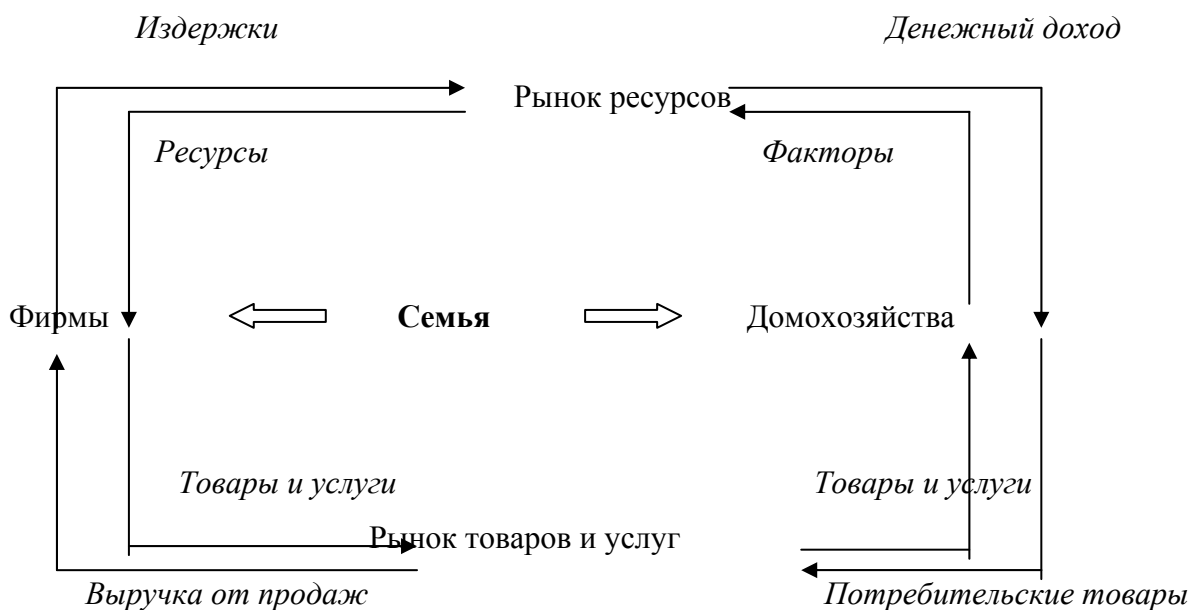 Издержки
Денежный доход
Рынок ресурсов
Ресурсы
Факторы
Фирмы
Семья
Домохозяйства
Товары и услуги
Товары и услуги
Рынок товаров и услуг
Выручка от продаж
Потребительские товары